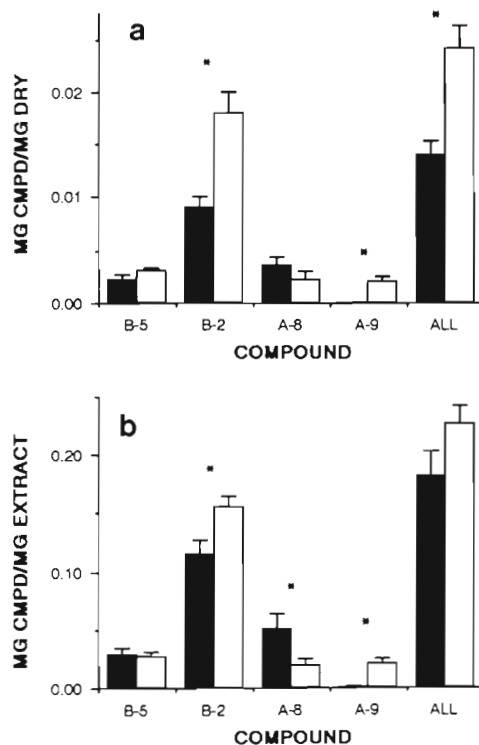 a
MG CMPD/MG DRY
0.02
0.01
0.00
* * *
B-5 B-2 A-8 A-9 ALL
COMPOUND
b
MG CMPD/MG EXTRACT
0.20
0.10
0.00
* * *
B-5 B-2 A-8 A-9 ALL
COMPOUND